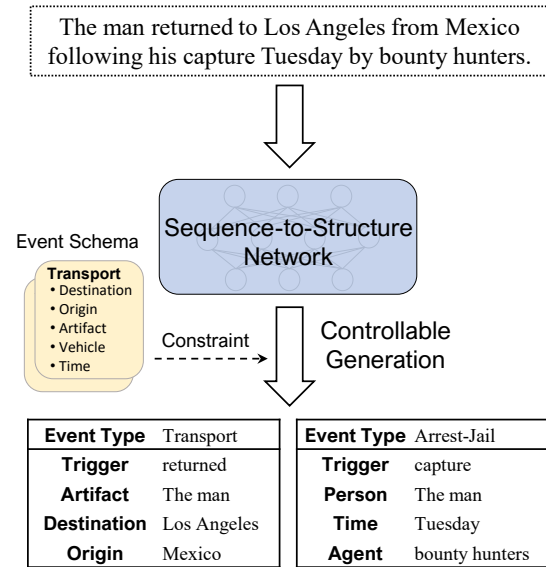 The man returned to Los Angeles from Mexico
following his capture Tuesday by bounty hunters.
Sequence-to-Structure
Network
Event Schema
Transport
• Destination
• Origin
• Artifact
• Vehicle
• Time
Constraint
Controllable
Generation
Event Type Transport
Trigger returned
Artifact The man
Destination Los Angeles
Origin Mexico
Event Type Arrest-Jail
Trigger capture
Person The man
Time Tuesday
Agent bounty hunters